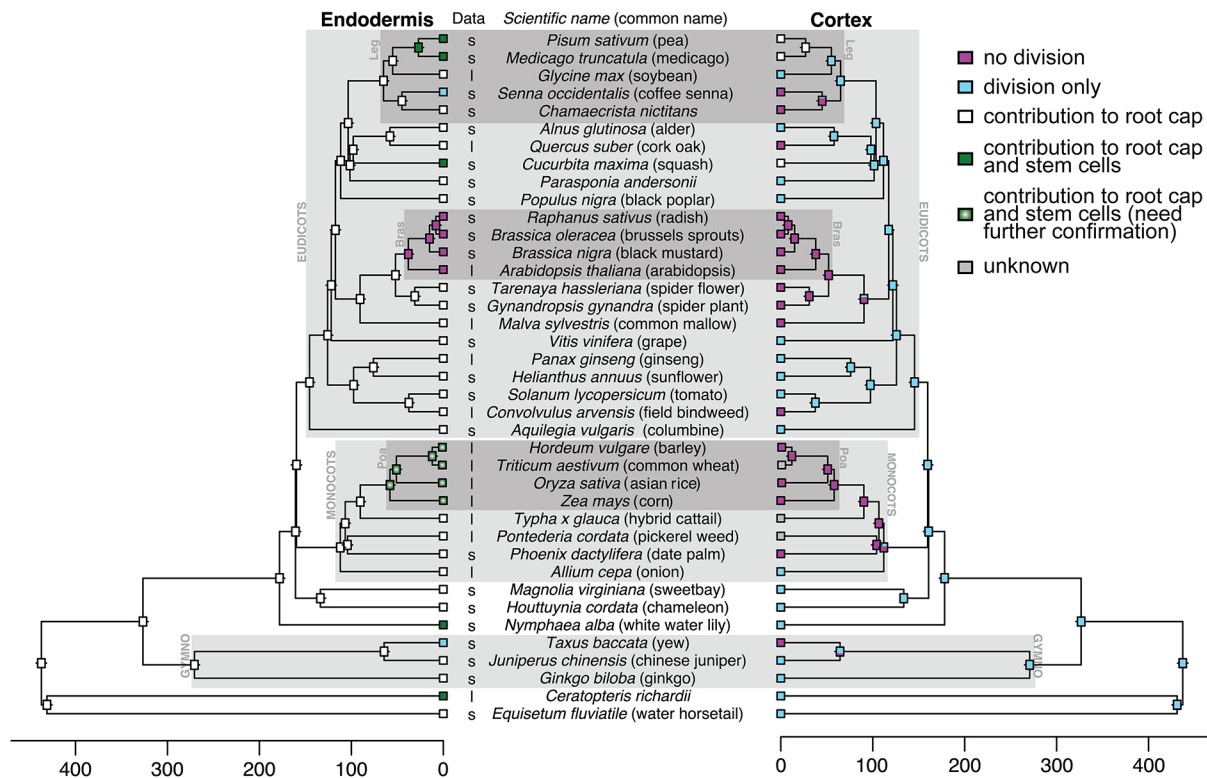 Endodermis Data Scientific name (common name) Cortex
s Pisum sativum (pea)
s Medicago truncatula (medicago)
l Glycine max (soybean)
s Senna occidentalis (coffee senna)
s Chamaecrista nictitans
Leg
Leg
s Alnus glutinosa (alder)
l Quercus suber (cork oak)
s Cucurbita maxima (squash)
s Parasponia andersonii
s Populus nigra (black poplar)
s Raphanus sativus (radish)
s Brassica oleracea (brussels sprouts)
s Brassica nigra (black mustard)
l Arabidopsis thaliana (arabidopsis)
Bras
Bras
s Tarenaya hassleriana (spider flower)
s Gynandropsis gynandra (spider plant)
l Malva sylvestris (common mallow)
s Vitis vinifera (grape)
l Panax ginseng (ginseng)
s Helianthus annuus (sunflower)
s Solanum lycopersicum (tomato)
l Convolvulus arvensis (field bindweed)
s Aquilegia vulgaris (columbine)
EUDICOTS
EUDICOTS
l Hordeum vulgare (barley)
l Triticum aestivum (common wheat)
l Oryza sativa (asian rice)
l Zea mays (corn)
Poa
Poa
l Typha x glauca (hybrid cattail)
l Pontederia cordata (pickerel weed)
s Phoenix dactylifera (date palm)
l Allium cepa (onion)
MONOCOTS
MONOCOTS
s Magnolia virginiana (sweetbay)
s Houttuynia cordata (chameleon)
s Nymphaea alba (white water lily)
s Taxus baccata (yew)
s Juniperus chinensis (chinese juniper)
s Ginkgo biloba (ginkgo)
GYMNO
GYMNO
l Ceratopteris richardii
s Equisetum fluviatile (water horsetail)
400 300 200 100 0
0 100 200 300 400
no division
division only
contribution to root cap
contribution to root cap
and stem cells
contribution to root cap
and stem cells (need
further confirmation)
unknown